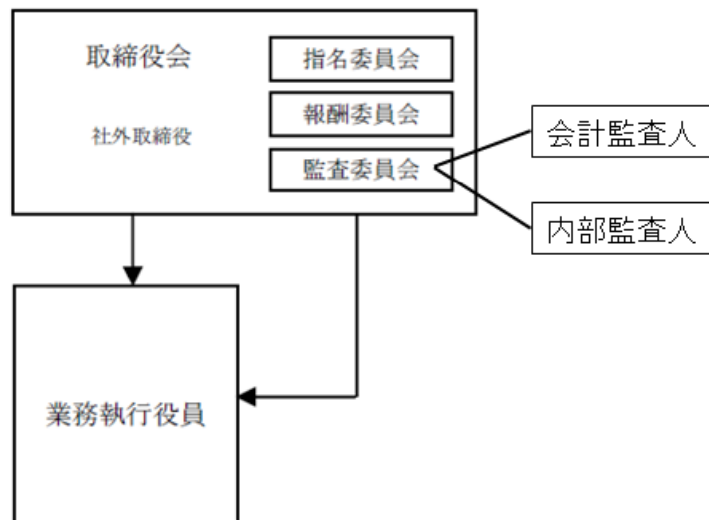 取締役会
社外取締役
指名委員会
報酬委員会
監査委員会
会計監査人
内部監査人
業務執行役員